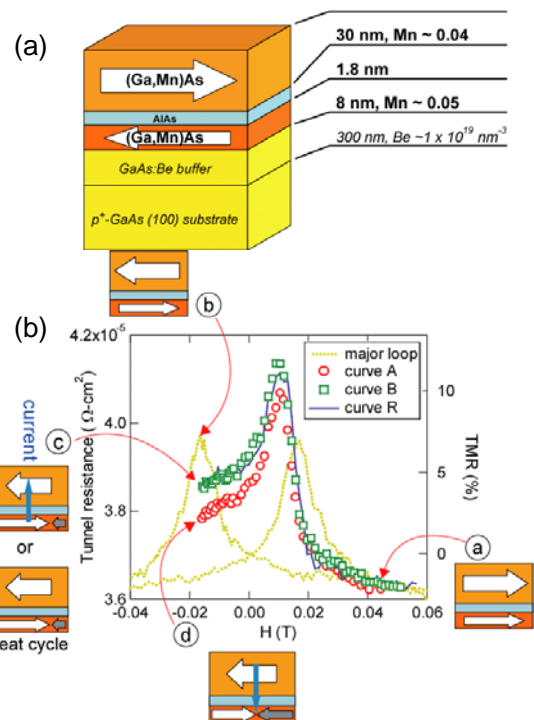 (a)
30 nm, Mn ~ 0.04
(Ga,Mn)As
1.8 nm
AlAs
8 nm, Mn ~ 0.05
(Ga,Mn)As
300 nm, Be ~1 x 10¹⁹ nm⁻³
GaAs:Be buffer
p⁺-GaAs (100) substrate
(b)
b
4.2x10⁻⁵
4.0
3.8
3.6
Tunnel resistance ( Ω-cm²)
major loop
curve A
curve B
curve R
10
5
0
TMR (%)
current
c
or
eat cycle
a
d
-0.04
-0.02
0.00
0.02
0.04
0.06
H (T)